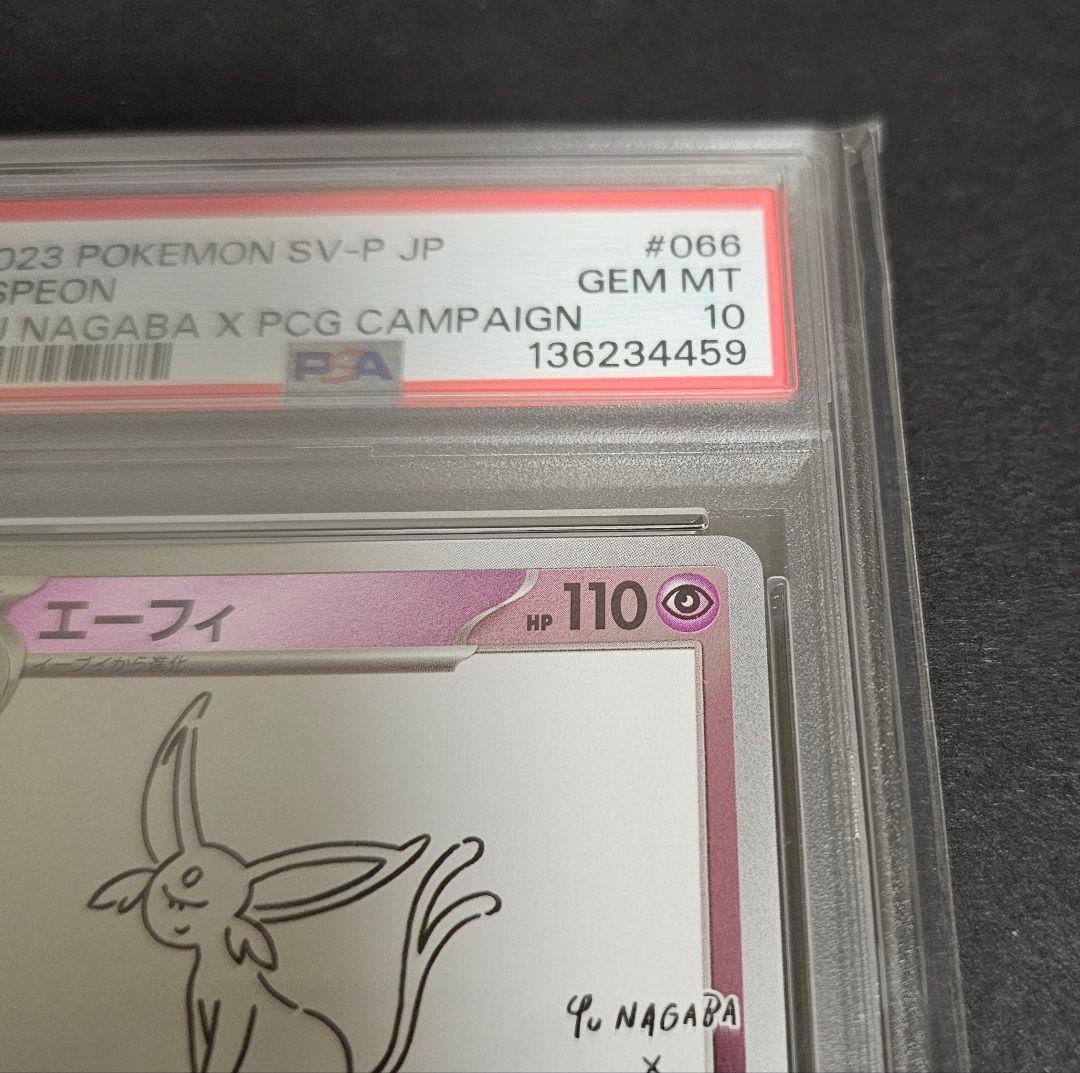 023 POKEMON SV-P JP #066
SPEON GEM MT
U NAGABA X PCG CAMPAIGN 10
PSA 136234459
エーフィ HP 110
イーブイから進化
Yu NAGABA
X